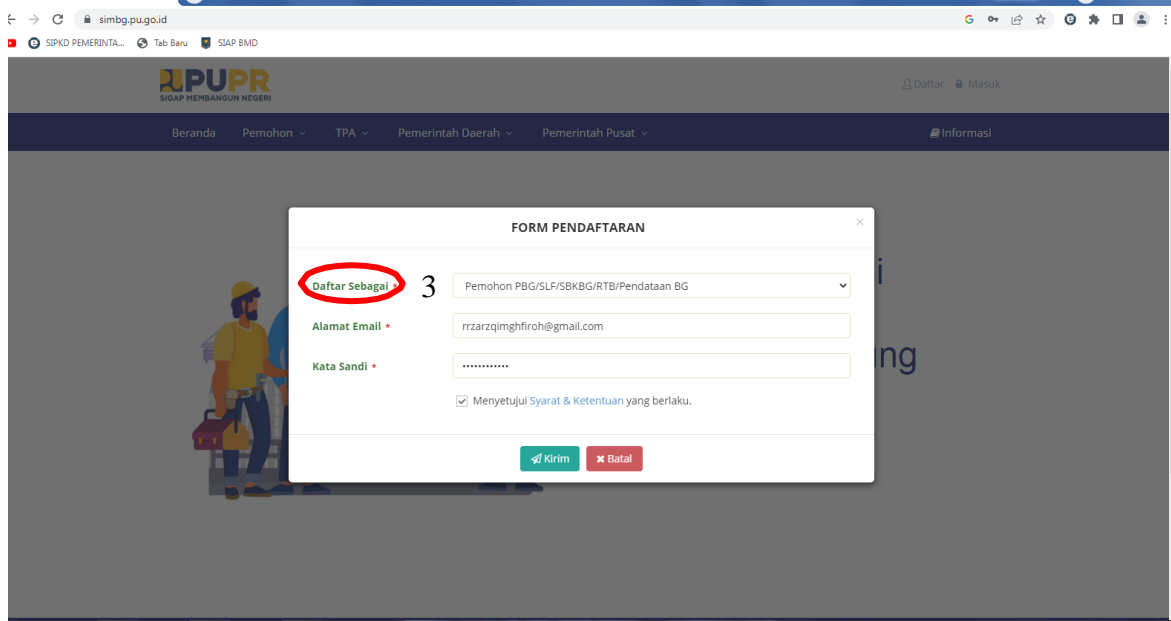 simbg.pu.go.id
SIPKD PEMERINTA... Tab Baru SIAP BMD
PUPR
SIGAP MEMBANGUN NEGERI
Daftar Masuk
Beranda Pemohon TPA Pemerintah Daerah Pemerintah Pusat Informasi
FORM PENDAFTARAN
Daftar Sebagai * 3 Pemohon PBG/SLF/SBKBG/RTB/Pendataan BG
Alamat Email * rrzarzqimghfiroh@gmail.com
Kata Sandi * ••••••••••••
Menyetujui Syarat & Ketentuan yang berlaku.
Kirim Batal